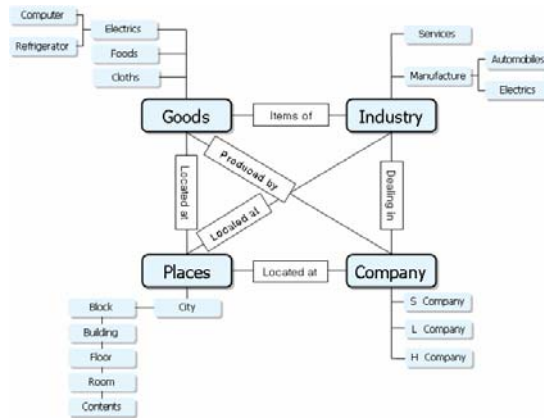 Computer
Electrics
Refrigerator
Foods
Cloths
Services
Manufacture
Automobiles
Electrics
Goods
Items of
Industry
Produced by
Located at
Located at
Dealing in
Places
Located at
Company
Block
City
Building
Floor
Room
Contents
S Company
L Company
H Company